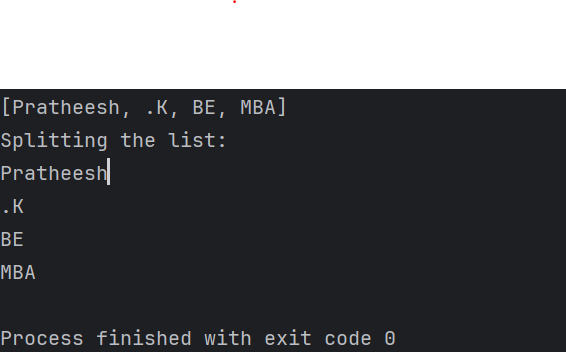 [Pratheesh, .K, BE, MBA]
Splitting the list:
Pratheesh
.K
BE
MBA
Process finished with exit code 0